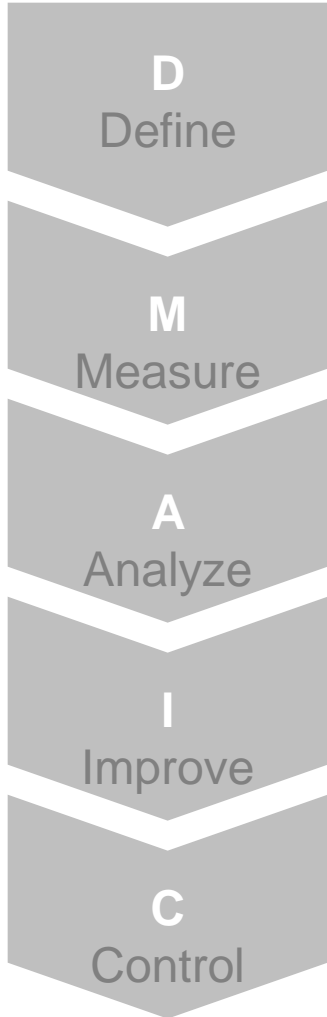 D
Define
M
Measure
A
Analyze
I
Improve
C
Control